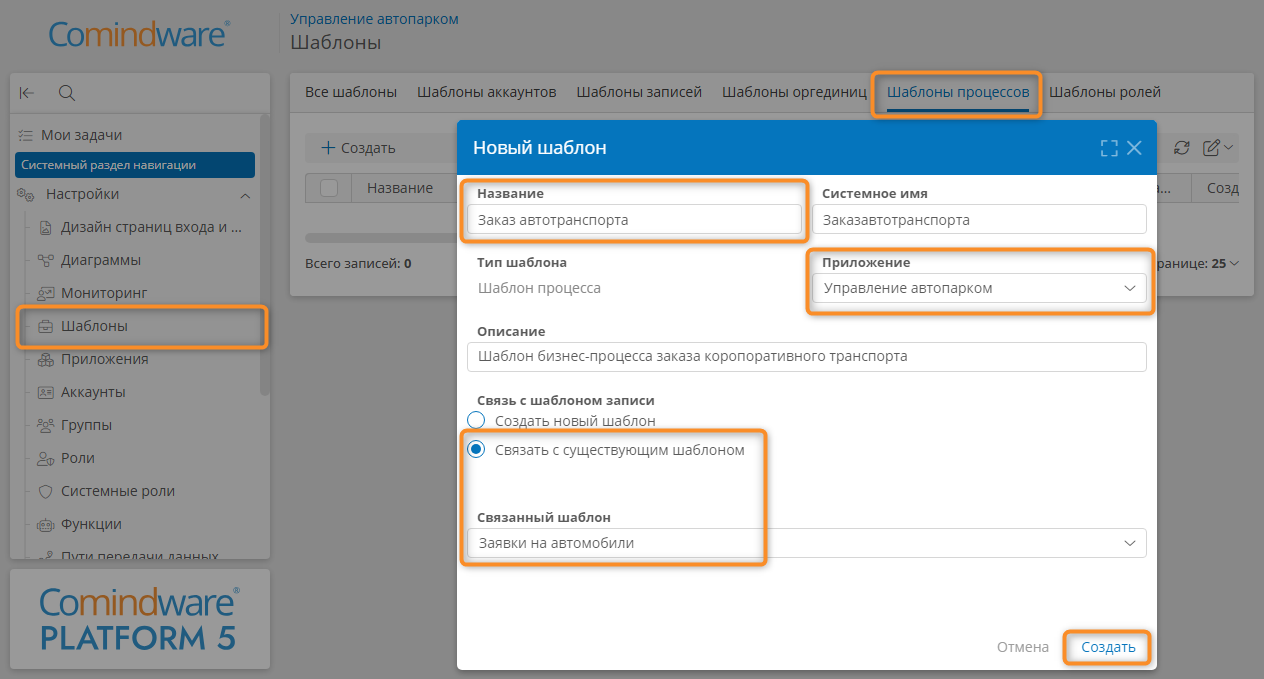 Comindware®
Управление автопарком
Шаблоны
Мои задачи
Системный раздел навигации
Настройки
Дизайн страниц входа и ...
Диаграммы
Мониторинг
Шаблоны
Приложения
Аккаунты
Группы
Роли
Системные роли
Функции
Пути передачи данных
Comindware®
PLATFORM 5
Все шаблоны Шаблоны аккаунтов Шаблоны записей Шаблоны оргединиц Шаблоны процессов Шаблоны ролей
Создать
Название а... Созд
Всего записей: 0 ранице: 25
Новый шаблон
Название Системное имя
Заказ автотранспорта Заказавтотранспорта
Тип шаблона Приложение
Шаблон процесса Управление автопарком
Описание
Шаблон бизнес-процесса заказа коропоративного транспорта
Связь с шаблоном записи
Создать новый шаблон
Связать с существующим шаблоном
Связанный шаблон
Заявки на автомобили
Отмена Создать